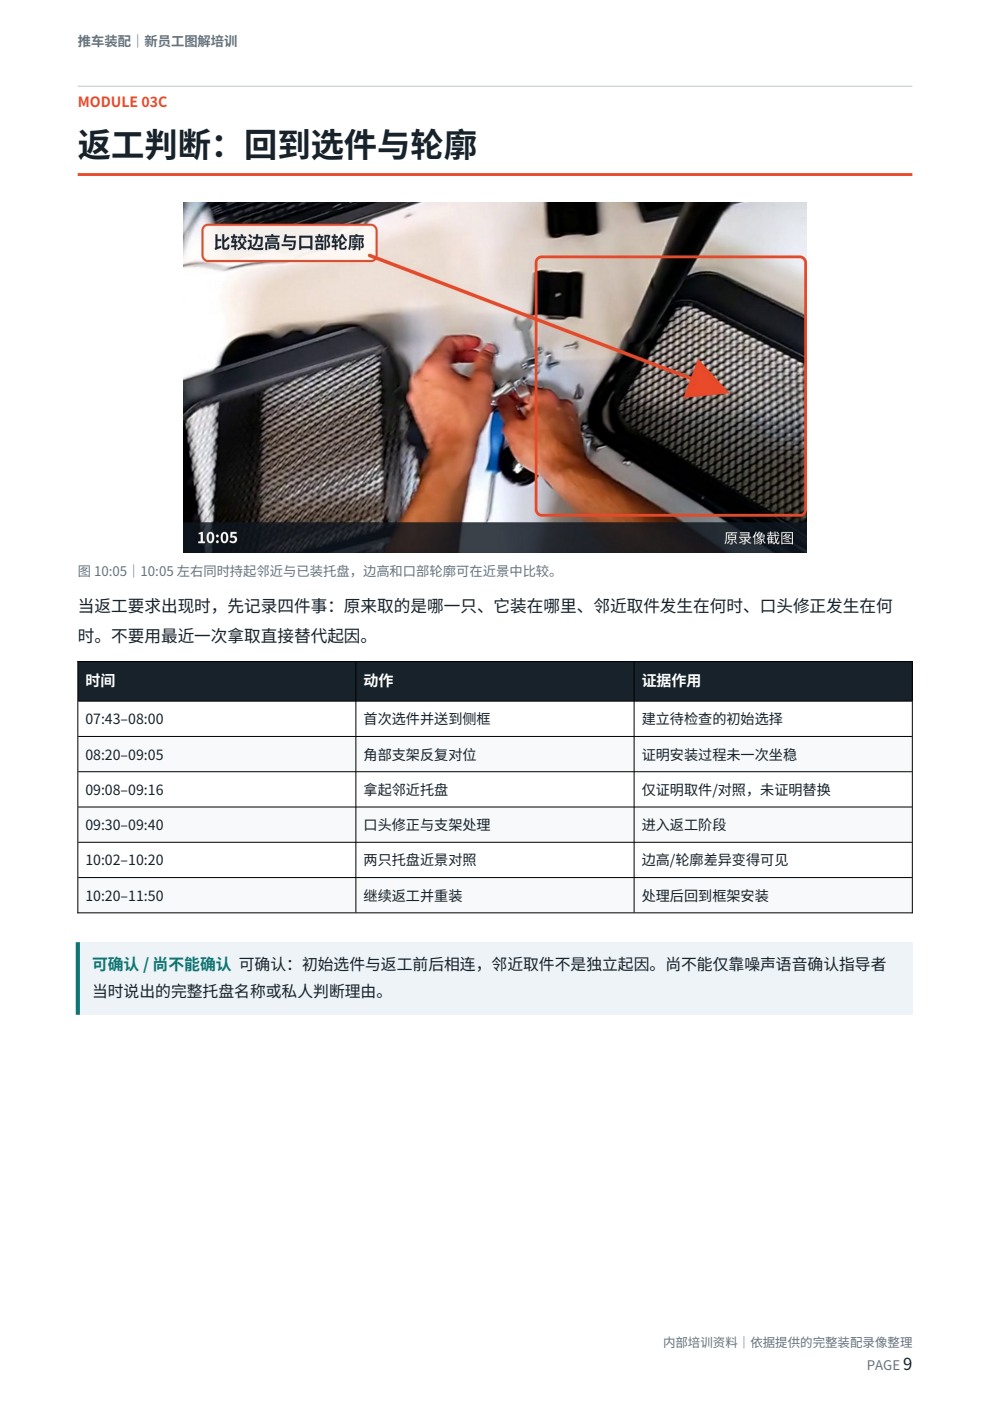 推车装配｜新员工图解培训
MODULE 03C
返工判断：回到选件与轮廓
比较边高与口部轮廓
10:05 原录像截图
图 10:05｜10:05 左右同时持起邻近与已装托盘，边高和口部轮廓可在近景中比较。
当返工要求出现时，先记录四件事：原来取的是哪一只、它装在哪里、邻近取件发生在何时、口头修正发生在何
时。不要用最近一次拿取直接替代起因。
时间 动作 证据作用
07:43–08:00 首次选件并送到侧框 建立待检查的初始选择
08:20–09:05 角部支架反复对位 证明安装过程未一次坐稳
09:08–09:16 拿起邻近托盘 仅证明取件/对照，未证明替换
09:30–09:40 口头修正与支架处理 进入返工阶段
10:02–10:20 两只托盘近景对照 边高/轮廓差异变得可见
10:20–11:50 继续返工并重装 处理后回到框架安装
可确认 / 尚不能确认 可确认：初始选件与返工前后相连，邻近取件不是独立起因。尚不能仅靠噪声语音确认指导者
当时说出的完整托盘名称或私人判断理由。
内部培训资料｜依据提供的完整装配录像整理
PAGE 9